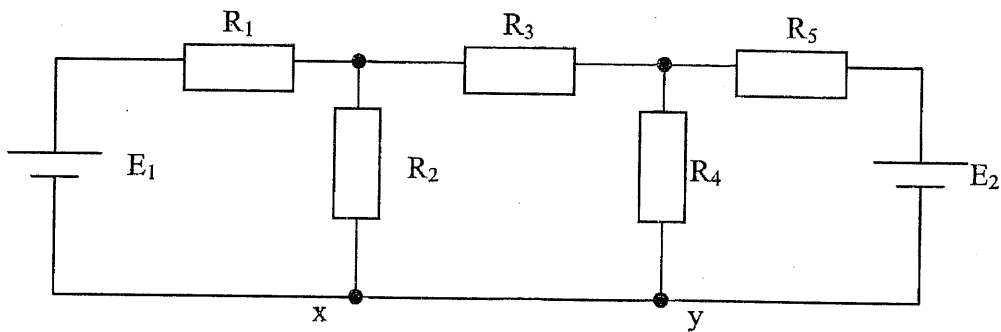 R₁ R₃ R₅
E₁ R₂ R₄ E₂
x y